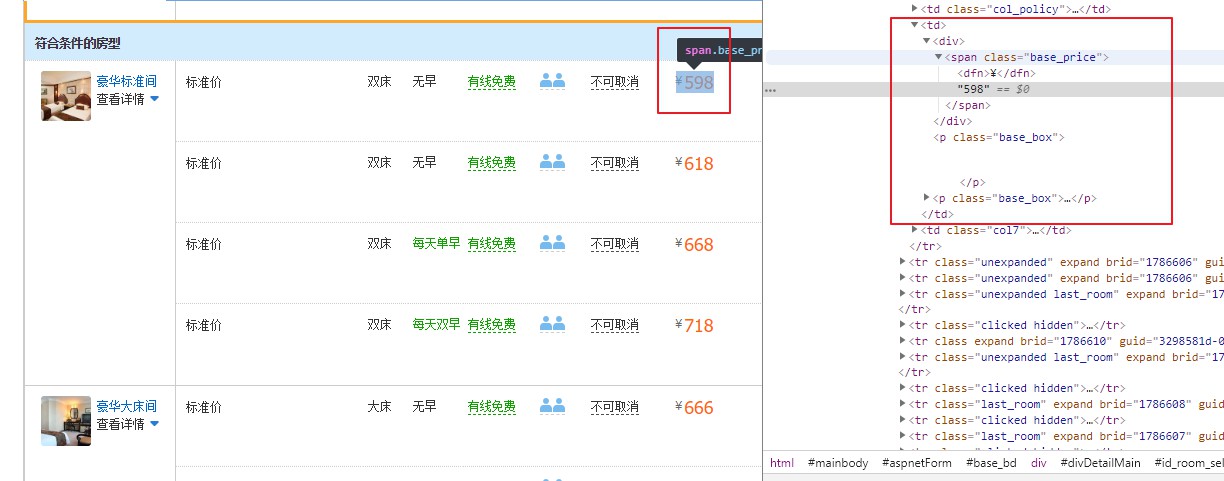 符合条件的房型
span.base_pr
豪华标准间
查看详情
标准价 双床 无早 有线免费 不可取消 ¥598
标准价 双床 无早 有线免费 不可取消 ¥618
标准价 双床 每天单早 有线免费 不可取消 ¥668
标准价 双床 每天双早 有线免费 不可取消 ¥718
豪华大床间
查看详情
标准价 大床 无早 有线免费 不可取消 ¥666
<td class="col_policy">…</td>
<td>
<div>
<span class="base_price">
<dfn>¥</dfn>
... "598" == $0
</span>
</div>
<p class="base_box">
</p>
<p class="base_box">…</p>
</td>
<td class="col7">…</td>
</tr>
<tr class="unexpanded" expand brid="1786606" gui
<tr class="unexpanded" expand brid="1786606" gui
<tr class="unexpanded last_room" expand brid="17
</tr>
<tr class="clicked hidden">…</tr>
<tr class expand brid="1786610" guid="3298581d-0
<tr class="unexpanded last_room" expand brid="17
</tr>
<tr class="clicked hidden">…</tr>
<tr class="last_room" expand brid="1786608" guid
<tr class="clicked hidden">…</tr>
<tr class="last_room" expand brid="1786607" guid
html #mainbody #aspnetForm #base_bd div #divDetailMain #id_room_sel